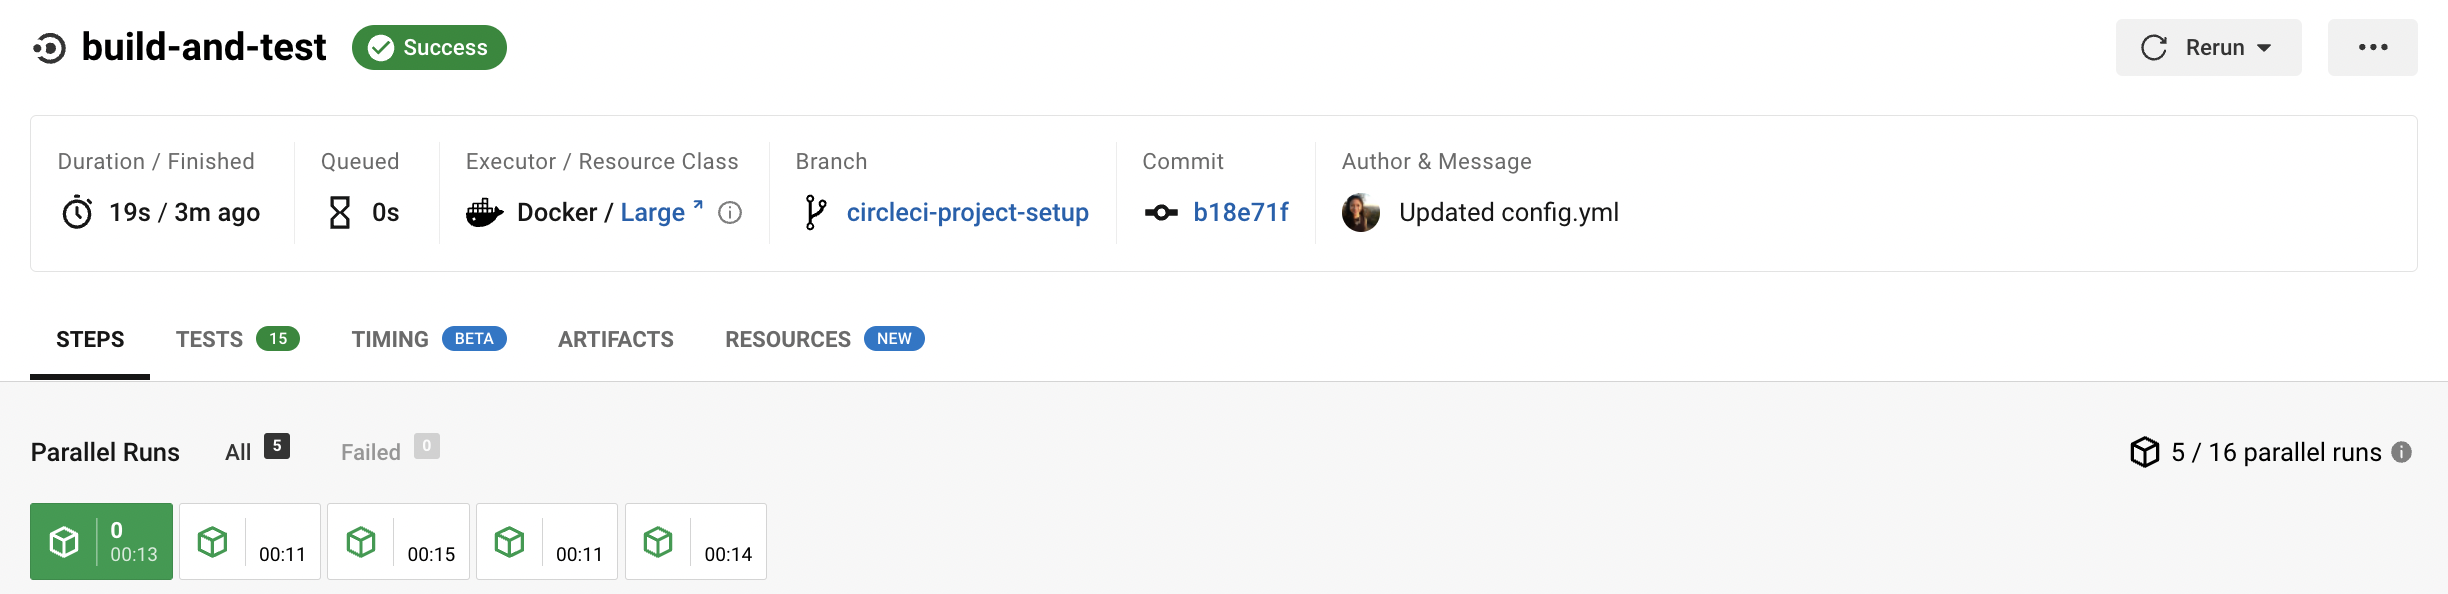 build-and-test Success Rerun
Duration / Finished Queued Executor / Resource Class Branch Commit Author & Message
19s / 3m ago 0s Docker / Large circleci-project-setup b18e71f Updated config.yml
STEPS TESTS 15 TIMING BETA ARTIFACTS RESOURCES NEW
Parallel Runs All 5 Failed 0 5 / 16 parallel runs
0
00:13 00:11 00:15 00:11 00:14